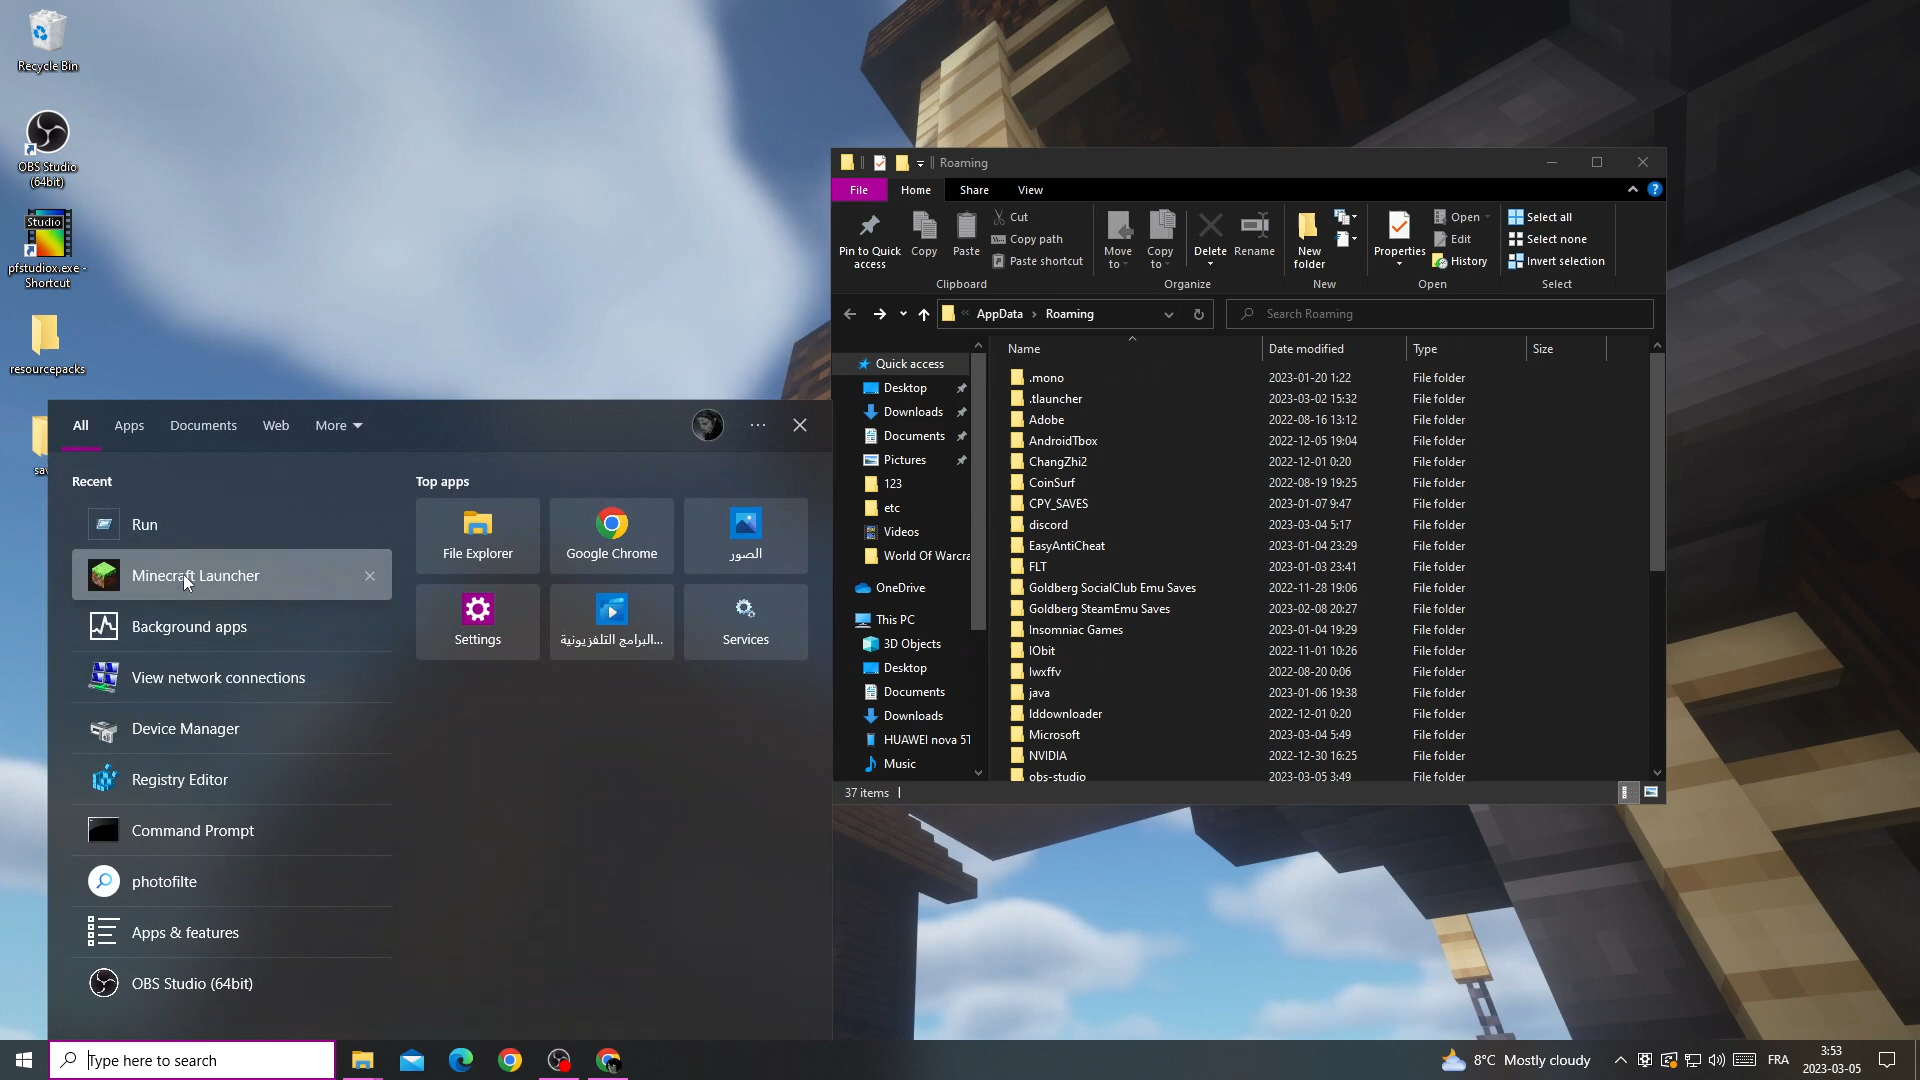 Recycle Bin
OBS Studio
(64bit)
Studio
pfstudiox.exe -
Shortcut
resourcepacks
All
Apps
Documents
Web
More
Recent
Run
Minecraft Launcher
Background apps
View network connections
Device Manager
Registry Editor
Command Prompt
photofilte
Apps & features
OBS Studio (64bit)
Top apps
File Explorer
Google Chrome
الصور
Settings
البرامج التلفزيونية...
Services
Roaming
File
Home
Share
View
Pin to Quick
access
Copy
Paste
Cut
Copy path
Paste shortcut
Clipboard
Move
to
Copy
to
Delete
Rename
Organize
New
folder
New
Properties
Open
Edit
History
Open
Select all
Select none
Invert selection
Select
AppData
Roaming
Search Roaming
Quick access
Desktop
Downloads
Documents
Pictures
123
etc
Videos
World Of Warcra
OneDrive
This PC
3D Objects
Desktop
Documents
Downloads
HUAWEI nova 5T
Music
Name Date modified Type Size
.mono 2023-01-20 1:22 File folder
.tlauncher 2023-03-02 15:32 File folder
Adobe 2022-08-16 13:12 File folder
AndroidTbox 2022-12-05 19:04 File folder
ChangZhi2 2022-12-01 0:20 File folder
CoinSurf 2022-08-19 19:25 File folder
CPY_SAVES 2023-01-07 9:47 File folder
discord 2023-03-04 5:17 File folder
EasyAntiCheat 2023-01-04 23:29 File folder
FLT 2023-01-03 23:41 File folder
Goldberg SocialClub Emu Saves 2022-11-28 19:06 File folder
Goldberg SteamEmu Saves 2023-02-08 20:27 File folder
Insomniac Games 2023-01-04 19:29 File folder
IObit 2022-11-01 10:26 File folder
lwxffv 2022-08-20 0:06 File folder
java 2023-01-06 19:38 File folder
lddownloader 2022-12-01 0:20 File folder
Microsoft 2023-03-04 5:49 File folder
NVIDIA 2022-12-30 16:25 File folder
obs-studio 2023-03-05 3:49 File folder
37 items
Type here to search
8°C Mostly cloudy
FRA
3:53
2023-03-05